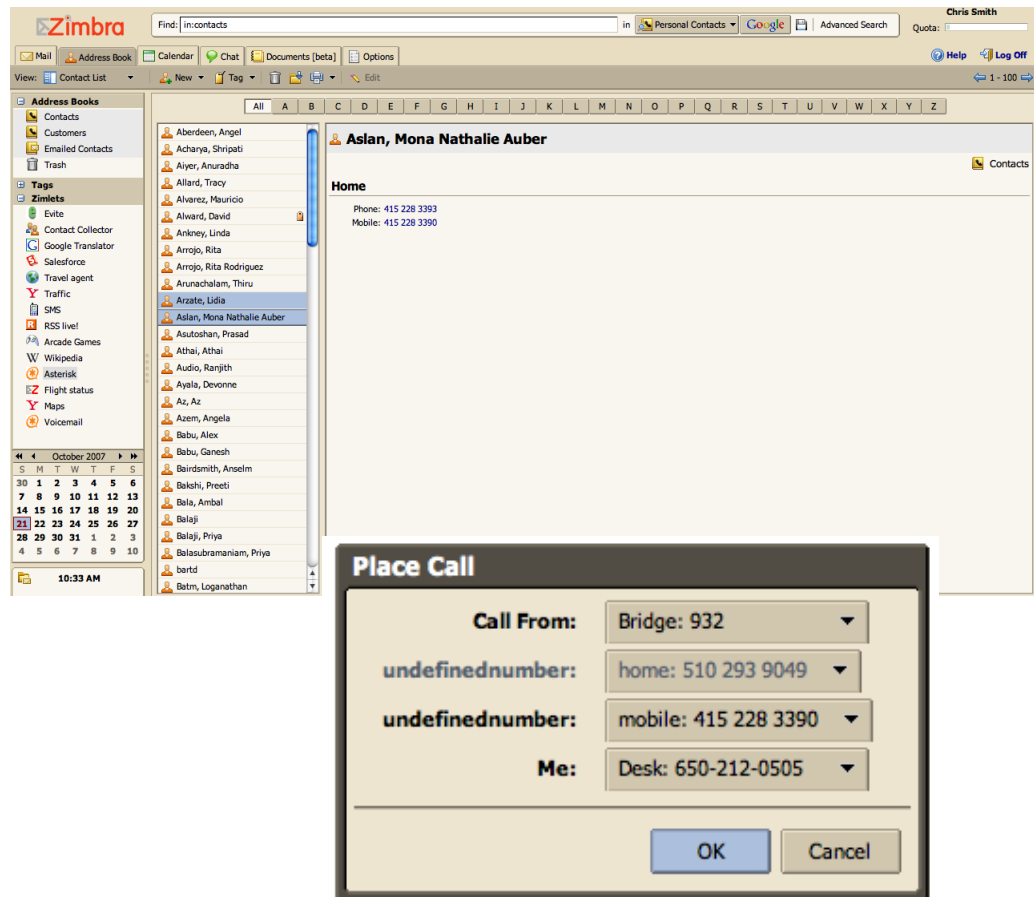 Chris Smith
Zimbra
Find: in:contacts in Personal Contacts Google Advanced Search Quota:
Mail Address Book Calendar Chat Documents [beta] Options Help Log Off
View: Contact List New Tag Edit 1 - 100
Address Books
Contacts
Customers
Emailed Contacts
Trash
Tags
Zimlets
Evite
Contact Collector
Google Translator
Salesforce
Travel agent
Traffic
SMS
RSS live!
Arcade Games
Wikipedia
Asterisk
Flight status
Maps
Voicemail
October 2007
S M T W T F S
30 1 2 3 4 5 6
7 8 9 10 11 12 13
14 15 16 17 18 19 20
21 22 23 24 25 26 27
28 29 30 31 1 2 3
4 5 6 7 8 9 10
10:33 AM
All A B C D E F G H I J K L M N O P Q R S T U V W X Y Z
Aberdeen, Angel
Acharya, Shripati
Aiyer, Anuradha
Allard, Tracy
Alvarez, Mauricio
Alward, David
Ankney, Linda
Arrojo, Rita
Arrojo, Rita Rodriguez
Arunachalam, Thiru
Arzate, Lidia
Aslan, Mona Nathalie Auber
Asutoshan, Prasad
Athai, Athai
Audio, Ranjith
Ayala, Devonne
Az, Az
Azem, Angela
Babu, Alex
Babu, Ganesh
Bairdsmith, Anselm
Bakshi, Preeti
Bala, Ambal
Balaji
Balaji, Priya
Balasubramaniam, Priya
bartd
Batm, Loganathan
Aslan, Mona Nathalie Auber
Contacts
Home
Phone: 415 228 3393
Mobile: 415 228 3390
Place Call
Call From: Bridge: 932
undefinednumber: home: 510 293 9049
undefinednumber: mobile: 415 228 3390
Me: Desk: 650-212-0505
OK Cancel